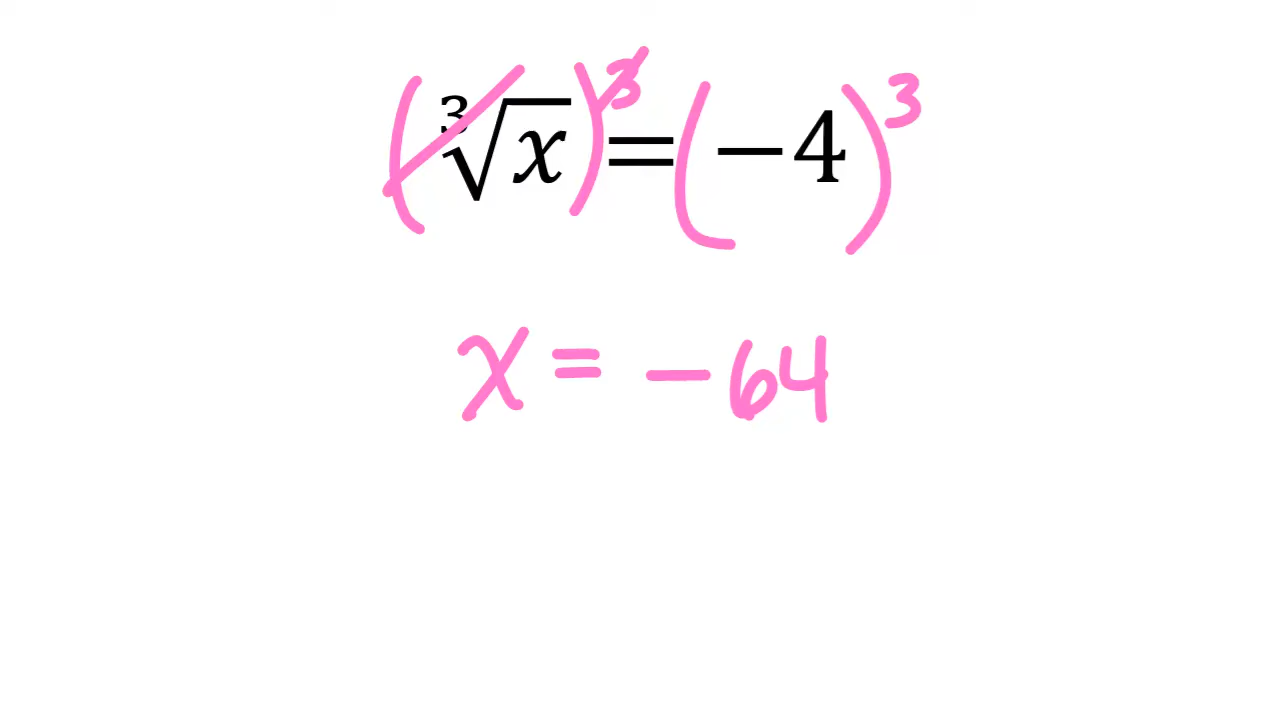 (∛x)³ = (−4)³
x = −64